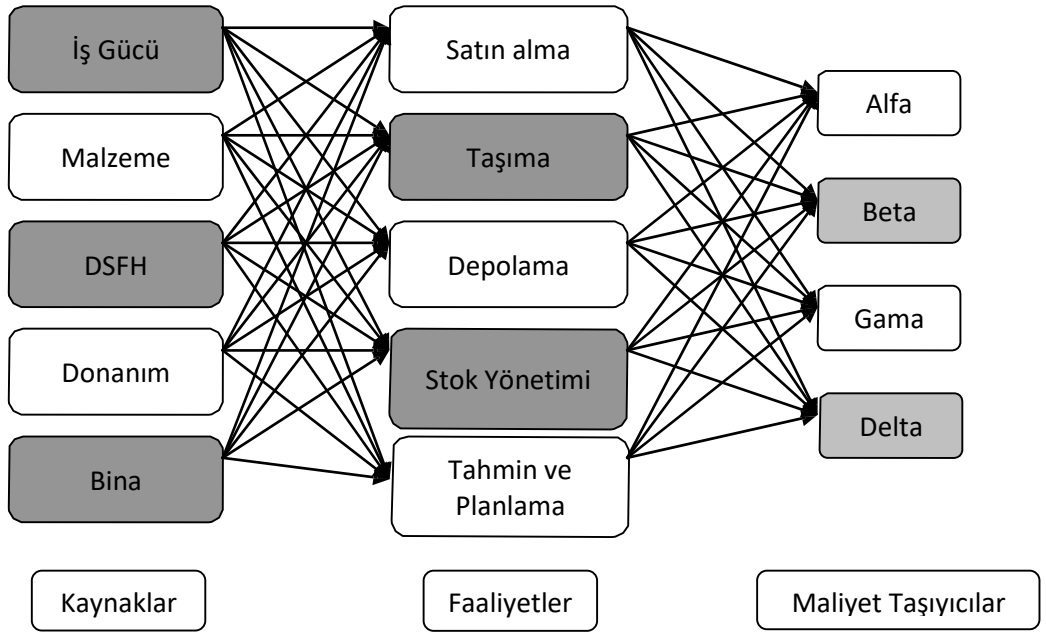 İş Gücü
Malzeme
DSFH
Donanım
Bina
Satın alma
Taşıma
Depolama
Stok Yönetimi
Tahmin ve
Planlama
Alfa
Beta
Gama
Delta
Kaynaklar
Faaliyetler
Maliyet Taşıyıcılar